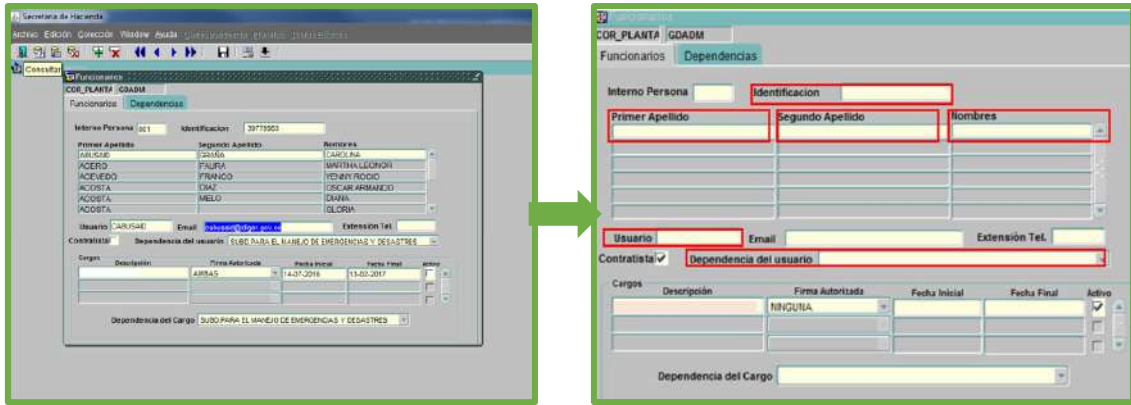 Secretaria de Hacienda
Archivo Edición Colección Window Ayuda
Consultar
Funcionarios
COR_PLANTA GDADM
Funcionarios Dependencias
Interno Persona 001 Identificacion 39773553
Primer Apellido Segundo Apellido Nombres
ABUSAID GRAÑA CAROLINA
ACERO FAURA MARTHA LEONOR
ACEVEDO FRANCO YENNY ROCIO
ACOSTA DIAZ OSCAR ARMANDO
ACOSTA MELO DIANA
ACOSTA GLORIA
Usuario CABUSAID Email cabusaid@idiger.gov.co Extensión Tel.
Contratista Dependencia del usuario SUBD.PARA EL MANEJO DE EMERGENCIAS Y DESASTRES
Cargos
Descripción Firma Autorizada Fecha Inicial Fecha Final Activo
AMBAS 14-07-2016 13-02-2017
Dependencia del Cargo SUBD.PARA EL MANEJO DE EMERGENCIAS Y DESASTRES
Funcionarios
COR_PLANTA GDADM
Funcionarios Dependencias
Interno Persona Identificacion
Primer Apellido Segundo Apellido Nombres
Usuario Email Extensión Tel.
Contratista Dependencia del usuario
Cargos
Descripción Firma Autorizada Fecha Inicial Fecha Final Activo
NINGUNA
Dependencia del Cargo